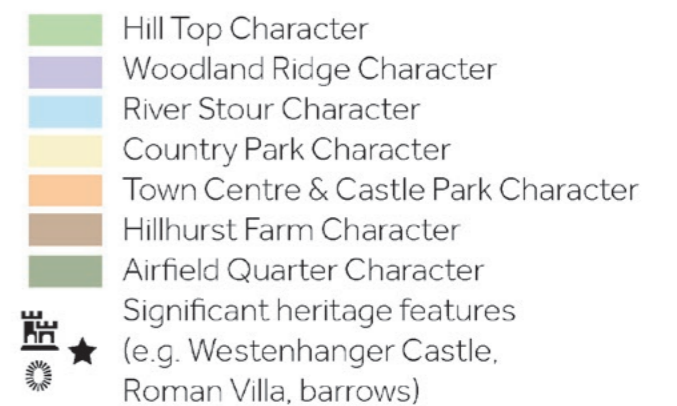 Hill Top Character
Woodland Ridge Character
River Stour Character
Country Park Character
Town Centre & Castle Park Character
Hillhurst Farm Character
Airfield Quarter Character
Significant heritage features
(e.g. Westenhanger Castle,
Roman Villa, barrows)